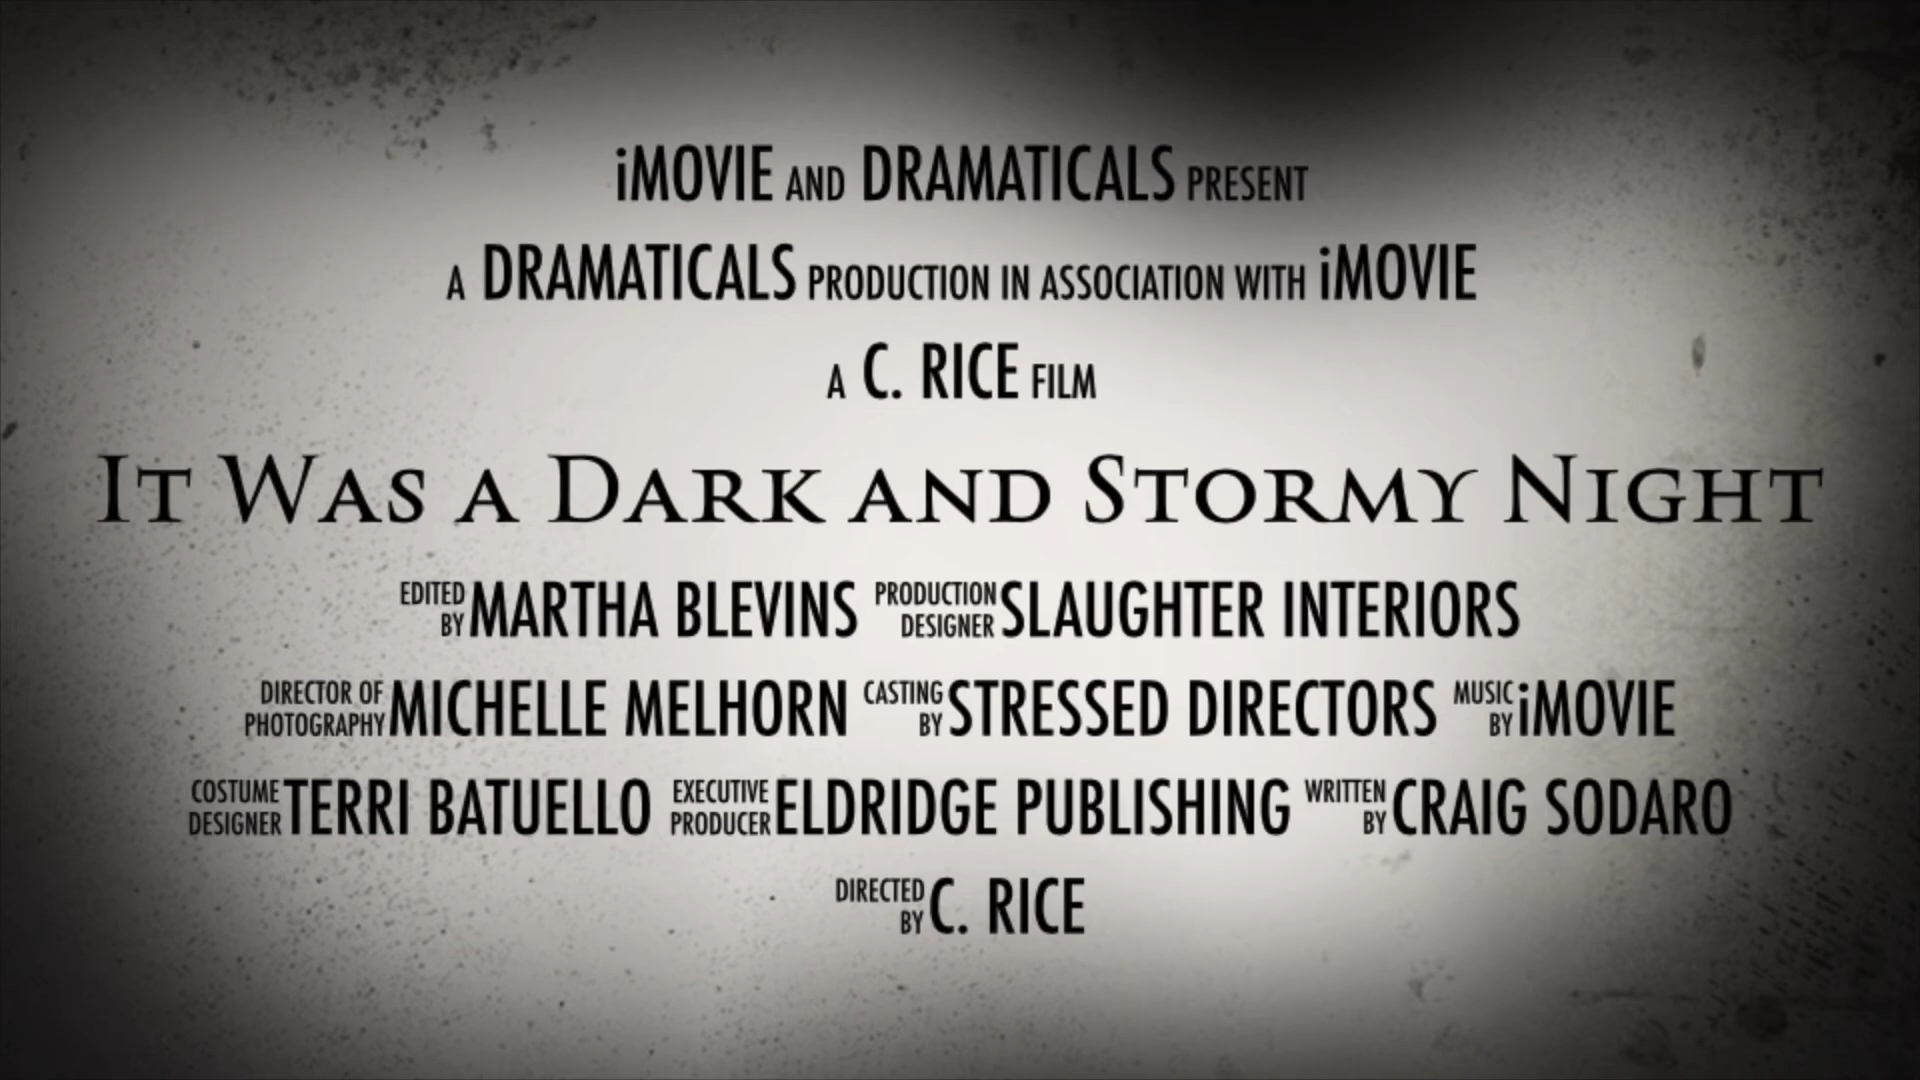 iMOVIE AND DRAMATICALS PRESENT
A DRAMATICALS PRODUCTION IN ASSOCIATION WITH iMOVIE
A C. RICE FILM
IT WAS A DARK AND STORMY NIGHT
EDITED BY MARTHA BLEVINS PRODUCTION DESIGNER SLAUGHTER INTERIORS
DIRECTOR OF PHOTOGRAPHY MICHELLE MELHORN CASTING BY STRESSED DIRECTORS MUSIC BY iMOVIE
COSTUME DESIGNER TERRI BATUELLO EXECUTIVE PRODUCER ELDRIDGE PUBLISHING WRITTEN BY CRAIG SODARO
DIRECTED BY C. RICE